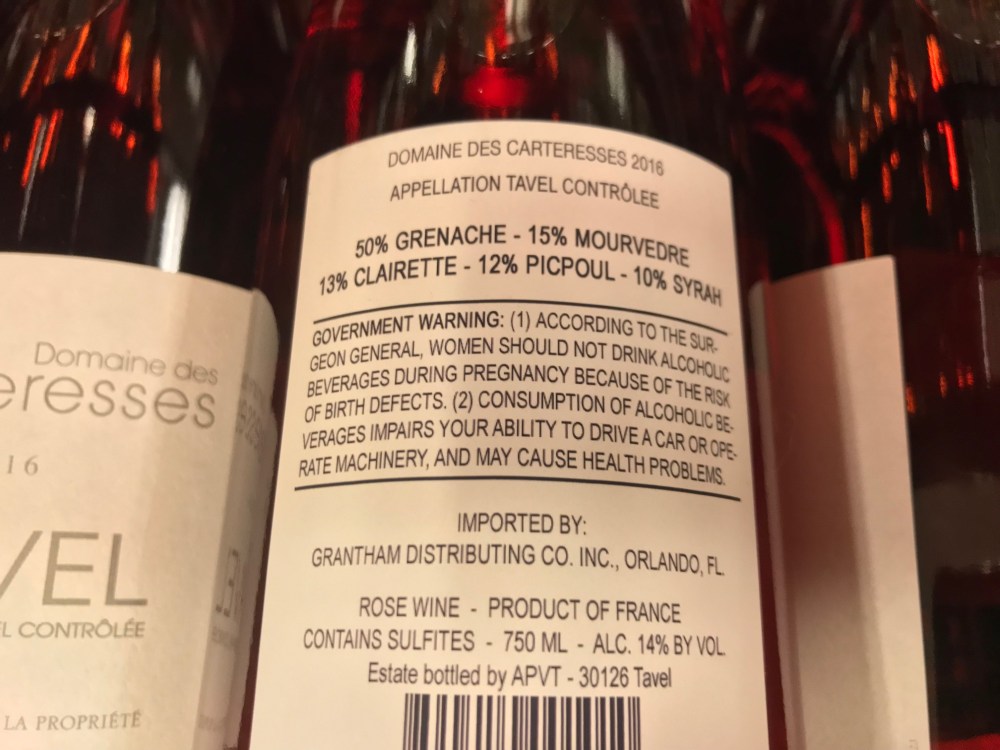 DOMAINE DES CARTERESSES 2016
APPELLATION TAVEL CONTRÔLEE
50% GRENACHE - 15% MOURVEDRE
13% CLAIRETTE - 12% PICPOUL - 10% SYRAH
GOVERNMENT WARNING: (1) ACCORDING TO THE SUR-
GEON GENERAL, WOMEN SHOULD NOT DRINK ALCOHOLIC
BEVERAGES DURING PREGNANCY BECAUSE OF THE RISK
OF BIRTH DEFECTS. (2) CONSUMPTION OF ALCOHOLIC BE-
VERAGES IMPAIRS YOUR ABILITY TO DRIVE A CAR OR OPE-
RATE MACHINERY, AND MAY CAUSE HEALTH PROBLEMS.
IMPORTED BY:
GRANTHAM DISTRIBUTING CO. INC., ORLANDO, FL.
ROSE WINE - PRODUCT OF FRANCE
CONTAINS SULFITES - 750 ML - ALC. 14% BY VOL.
Estate bottled by APVT - 30126 Tavel
Domaine des
eresses
16
VEL
EL CONTRÔLÉE
LA PROPRIÉTÉ